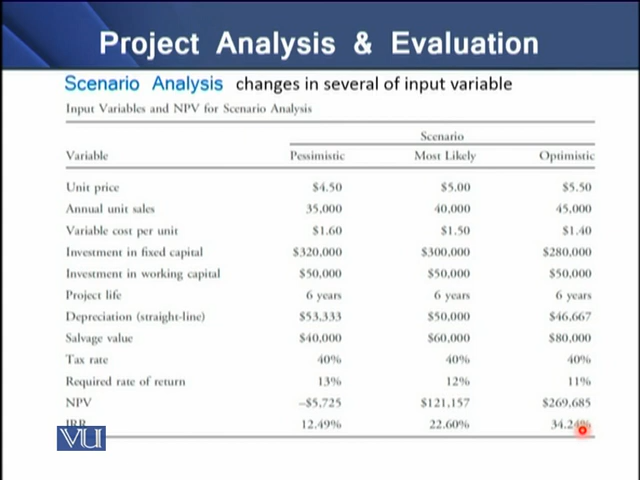 Project Analysis & Evaluation
Scenario Analysis changes in several of input variable
Input Variables and NPV for Scenario Analysis
Scenario
Variable Pessimistic Most Likely Optimistic
Unit price $4.50 $5.00 $5.50
Annual unit sales 35,000 40,000 45,000
Variable cost per unit $1.60 $1.50 $1.40
Investment in fixed capital $320,000 $300,000 $280,000
Investment in working capital $50,000 $50,000 $50,000
Project life 6 years 6 years 6 years
Depreciation (straight-line) $53,333 $50,000 $46,667
Salvage value $40,000 $60,000 $80,000
Tax rate 40% 40% 40%
Required rate of return 13% 12% 11%
NPV –$5,725 $121,157 $269,685
IRR 12.49% 22.60% 34.24%
VU